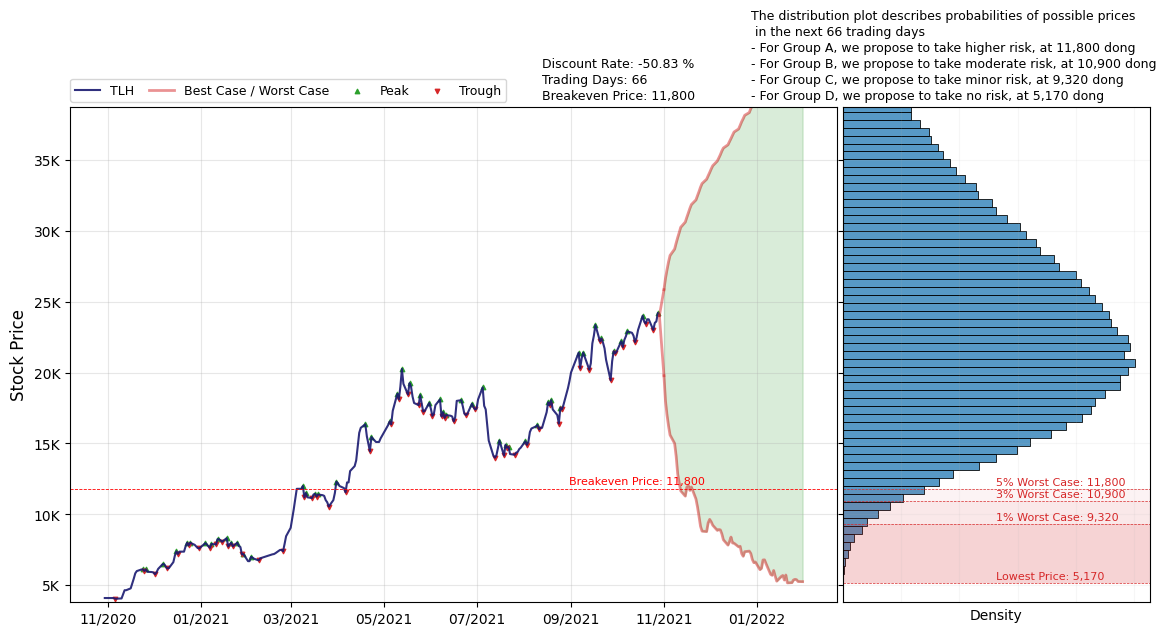 The distribution plot describes probabilities of possible prices
in the next 66 trading days
- For Group A, we propose to take higher risk, at 11,800 dong
- For Group B, we propose to take moderate risk, at 10,900 dong
- For Group C, we propose to take minor risk, at 9,320 dong
- For Group D, we propose to take no risk, at 5,170 dong
Discount Rate: -50.83 %
Trading Days: 66
Breakeven Price: 11,800
TLH Best Case / Worst Case Peak Trough
Stock Price
35K
30K
25K
20K
15K
10K
5K
Breakeven Price: 11,800
5% Worst Case: 11,800
3% Worst Case: 10,900
1% Worst Case: 9,320
Lowest Price: 5,170
11/2020 01/2021 03/2021 05/2021 07/2021 09/2021 11/2021 01/2022
Density